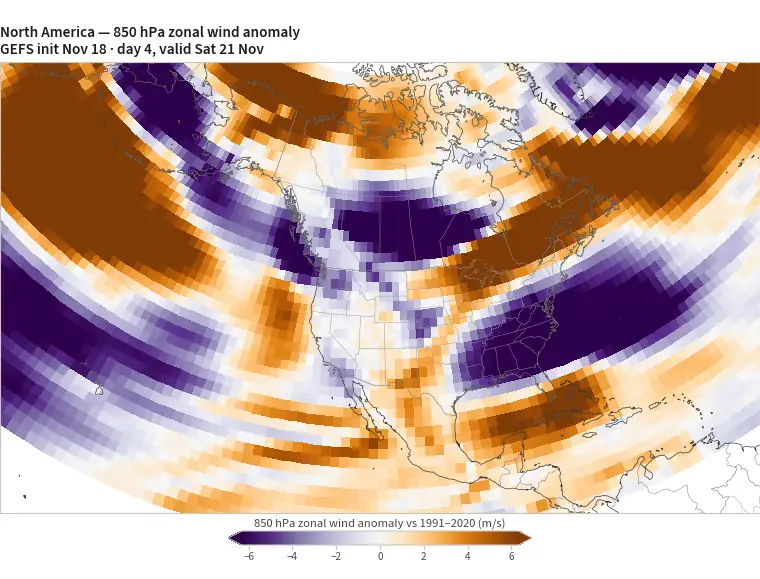 North America — 850 hPa zonal wind anomaly
GEFS init Nov 18 · day 4, valid Sat 21 Nov
850 hPa zonal wind anomaly vs 1991–2020 (m/s)
−6 −4 −2 0 2 4 6